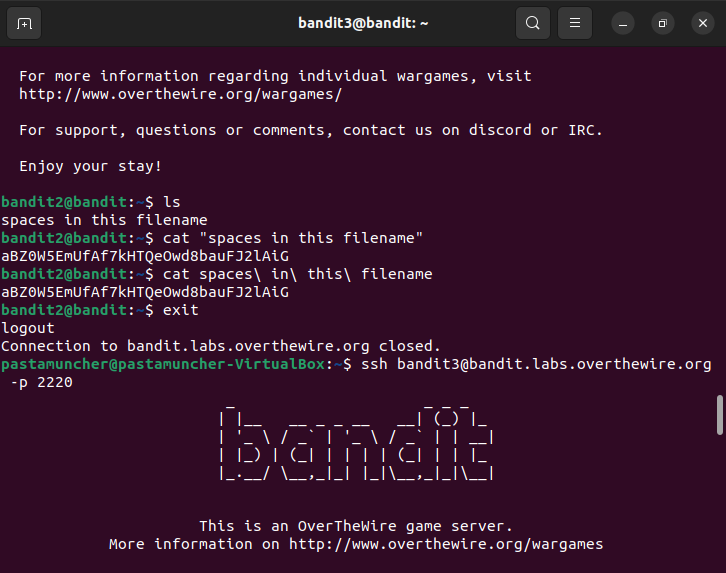 bandit3@bandit: ~
For more information regarding individual wargames, visit
http://www.overthewire.org/wargames/
For support, questions or comments, contact us on discord or IRC.
Enjoy your stay!
bandit2@bandit:~$ ls
spaces in this filename
bandit2@bandit:~$ cat "spaces in this filename"
aBZ0W5EmUfAf7kHTQeOwd8bauFJ2lAiG
bandit2@bandit:~$ cat spaces\ in\ this\ filename
aBZ0W5EmUfAf7kHTQeOwd8bauFJ2lAiG
bandit2@bandit:~$ exit
logout
Connection to bandit.labs.overthewire.org closed.
pastamuncher@pastamuncher-VirtualBox:~$ ssh bandit3@bandit.labs.overthewire.org
-p 2220
bandit
This is an OverTheWire game server.
More information on http://www.overthewire.org/wargames